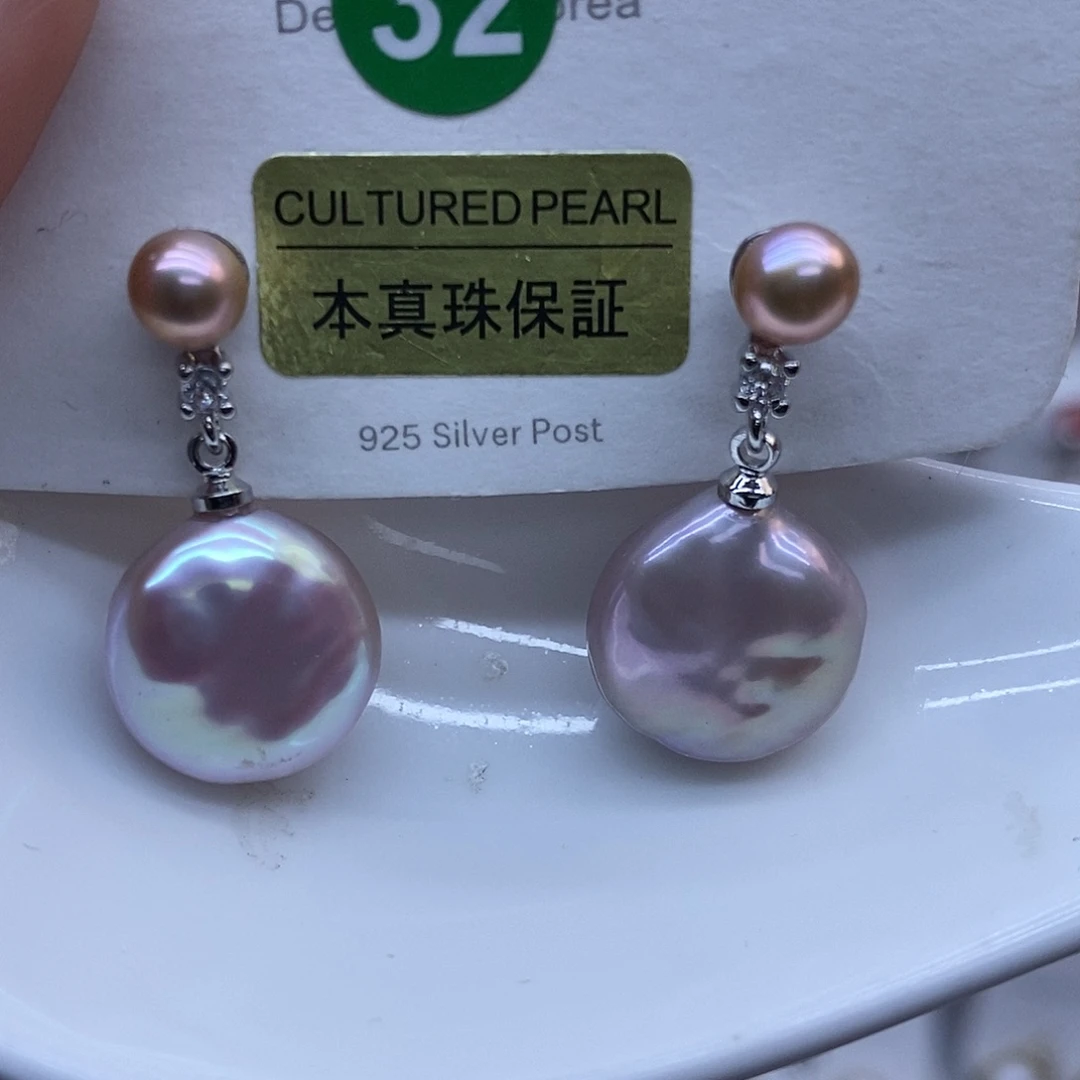 32
CULTURED PEARL
本真珠保証
925 Silver Post